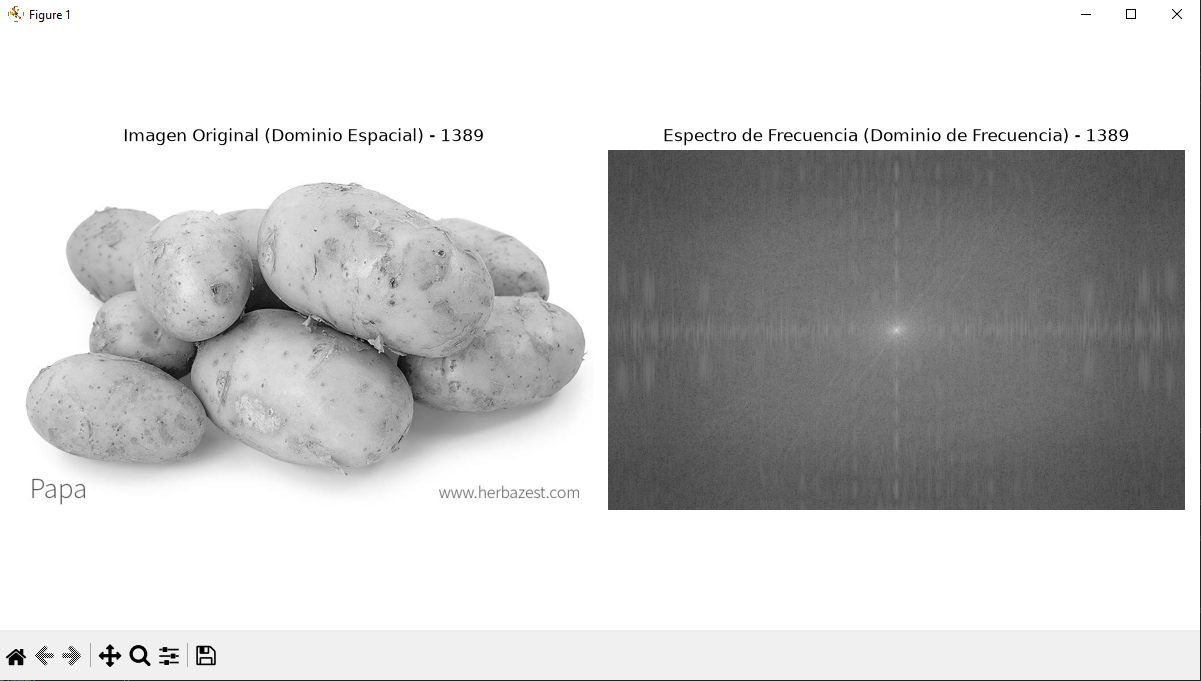 Figure 1
Imagen Original (Dominio Espacial) - 1389
Espectro de Frecuencia (Dominio de Frecuencia) - 1389
Papa
www.herbazest.com